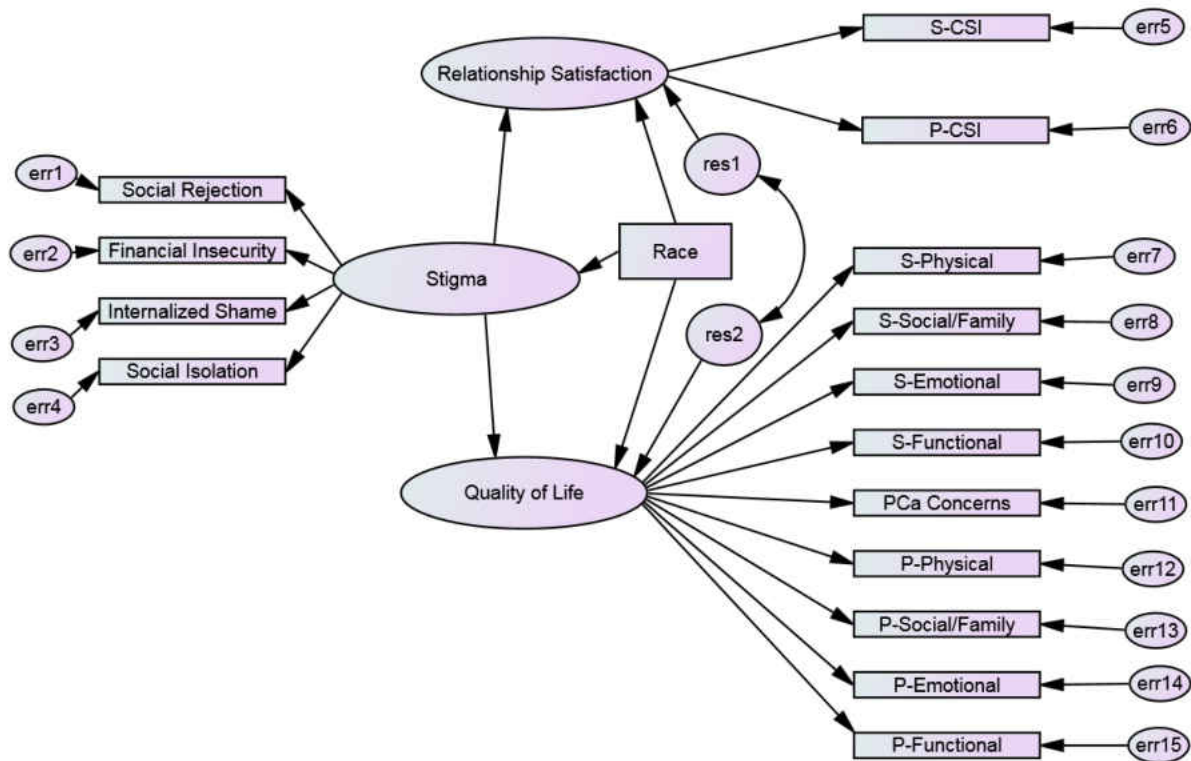 S-CSI
err5
Relationship Satisfaction
P-CSI
err6
res1
err1
Social Rejection
err2
Financial Insecurity
Stigma
Race
S-Physical
err7
err3
Internalized Shame
res2
S-Social/Family
err8
err4
Social Isolation
S-Emotional
err9
S-Functional
err10
Quality of Life
PCa Concerns
err11
P-Physical
err12
P-Social/Family
err13
P-Emotional
err14
P-Functional
err15